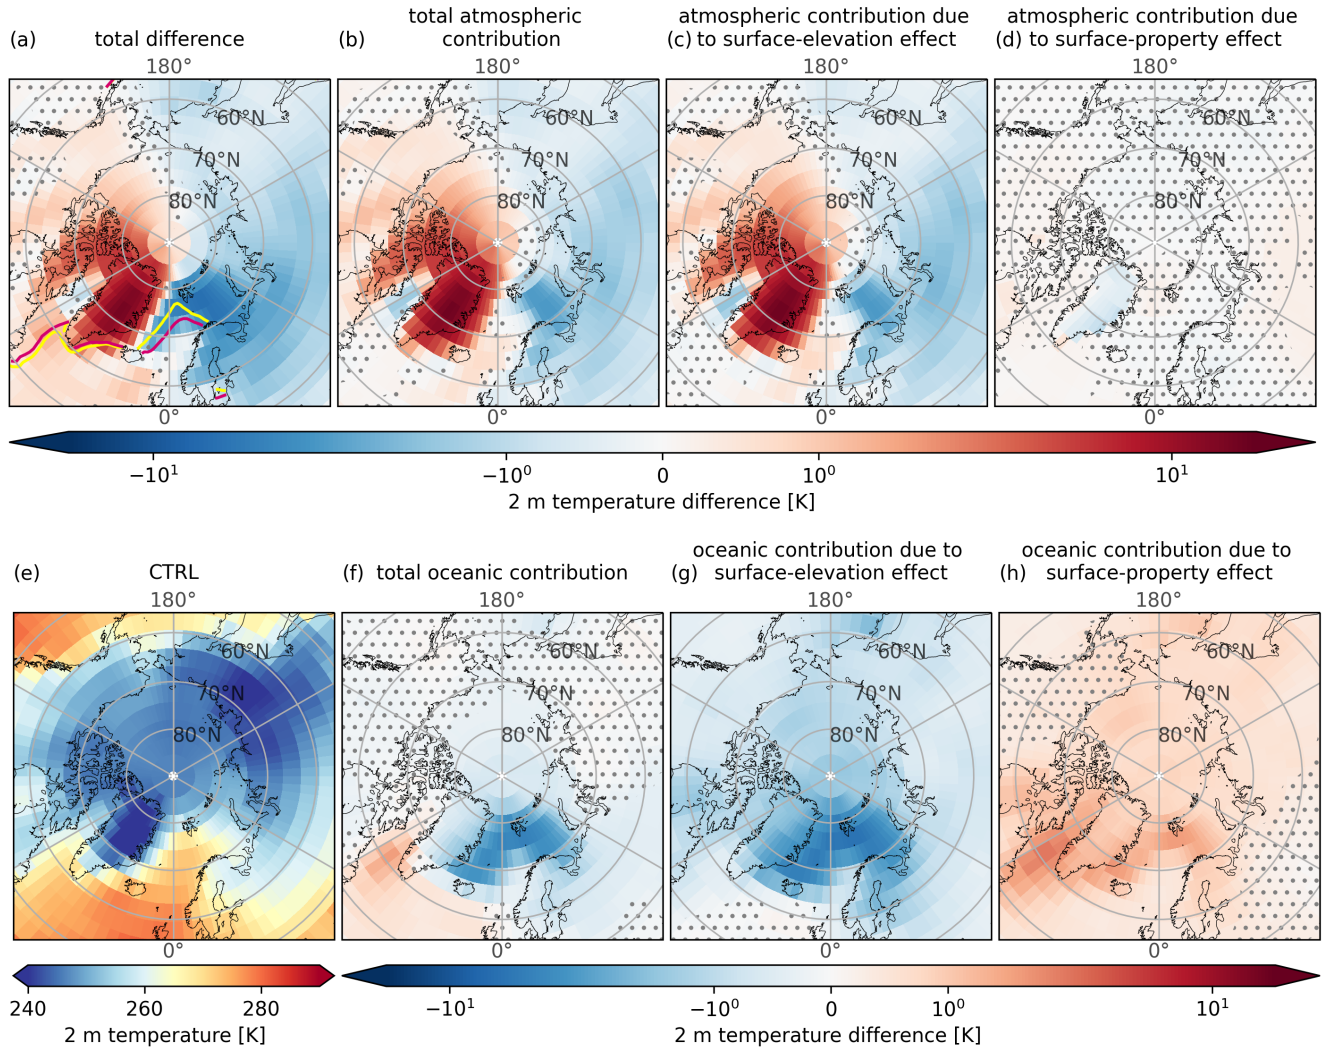 (a) total difference
(b) total atmospheric
contribution
(c) atmospheric contribution due
to surface-elevation effect
(d) atmospheric contribution due
to surface-property effect
180° 180° 180° 180°
60°N 60°N 60°N 60°N
70°N 70°N 70°N 70°N
80°N 80°N 80°N 80°N
0° 0° 0° 0°
−10¹ −10⁰ 0 10⁰ 10¹
2 m temperature difference [K]
(e) CTRL
(f) total oceanic contribution
(g) oceanic contribution due to
surface-elevation effect
(h) oceanic contribution due to
surface-property effect
180° 180° 180° 180°
60°N 60°N 60°N 60°N
70°N 70°N 70°N 70°N
80°N 80°N 80°N 80°N
0° 0° 0° 0°
240 260 280
2 m temperature [K]
−10¹ −10⁰ 0 10⁰ 10¹
2 m temperature difference [K]